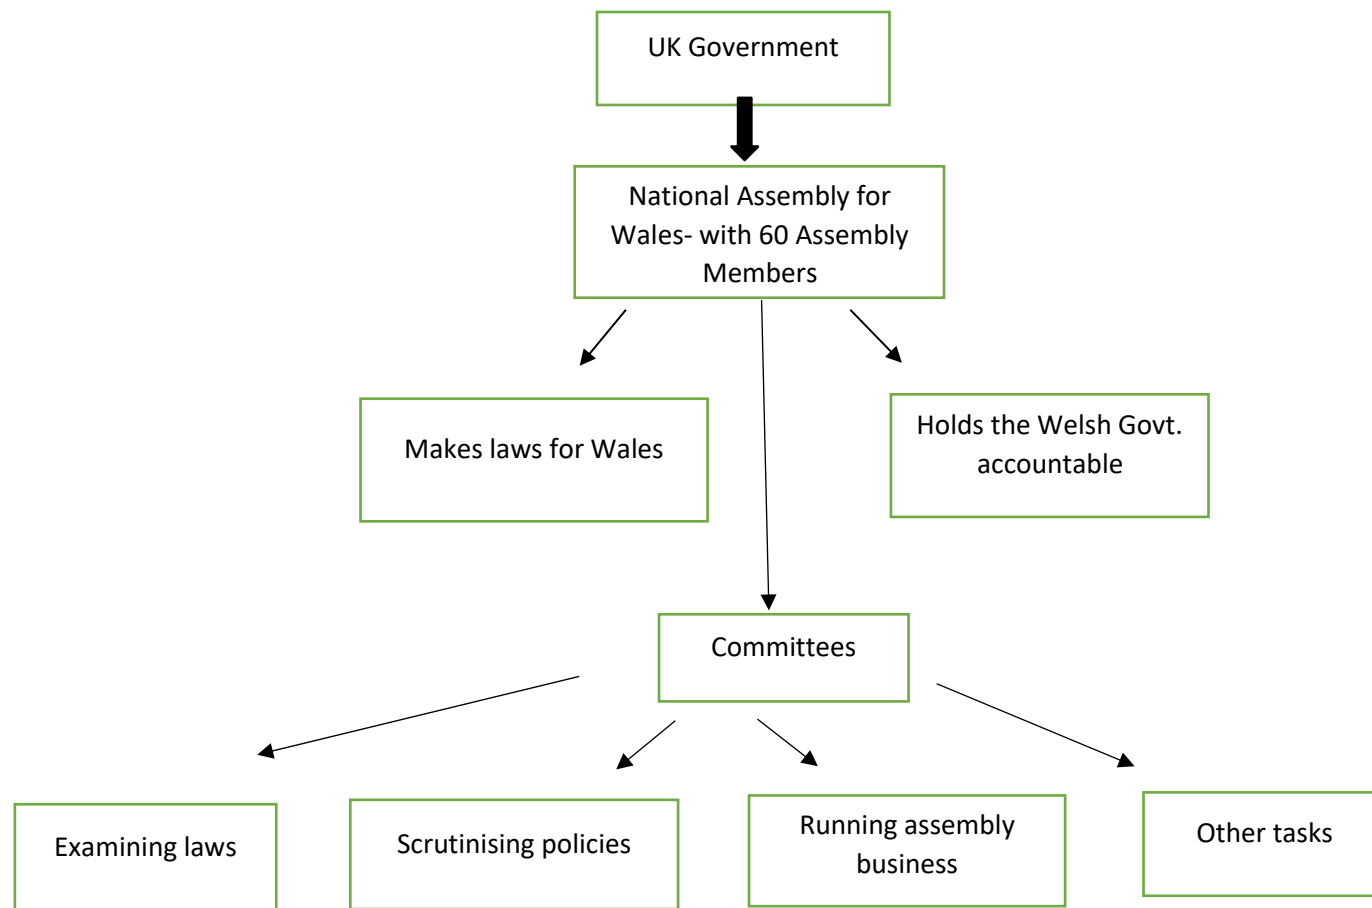 UK Government
National Assembly for
Wales- with 60 Assembly
Members
Makes laws for Wales
Holds the Welsh Govt.
accountable
Committees
Examining laws
Scrutinising policies
Running assembly
business
Other tasks